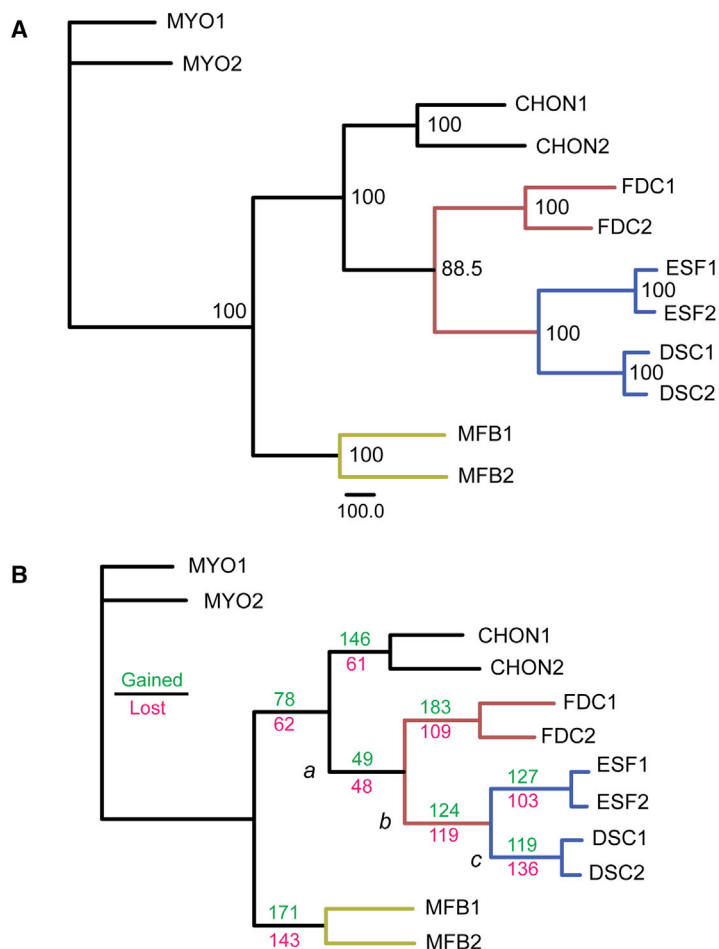 A
MYO1
MYO2
CHON1
100
CHON2
FDC1
100
100
FDC2
88.5
ESF1
100
ESF2
100
100
DSC1
100
DSC2
MFB1
100
MFB2
100.0
B
MYO1
MYO2
Gained
Lost
146
61
CHON1
CHON2
78
62
183
109
FDC1
FDC2
a
49
48
127
103
ESF1
ESF2
b
124
119
c
119
136
DSC1
DSC2
171
143
MFB1
MFB2